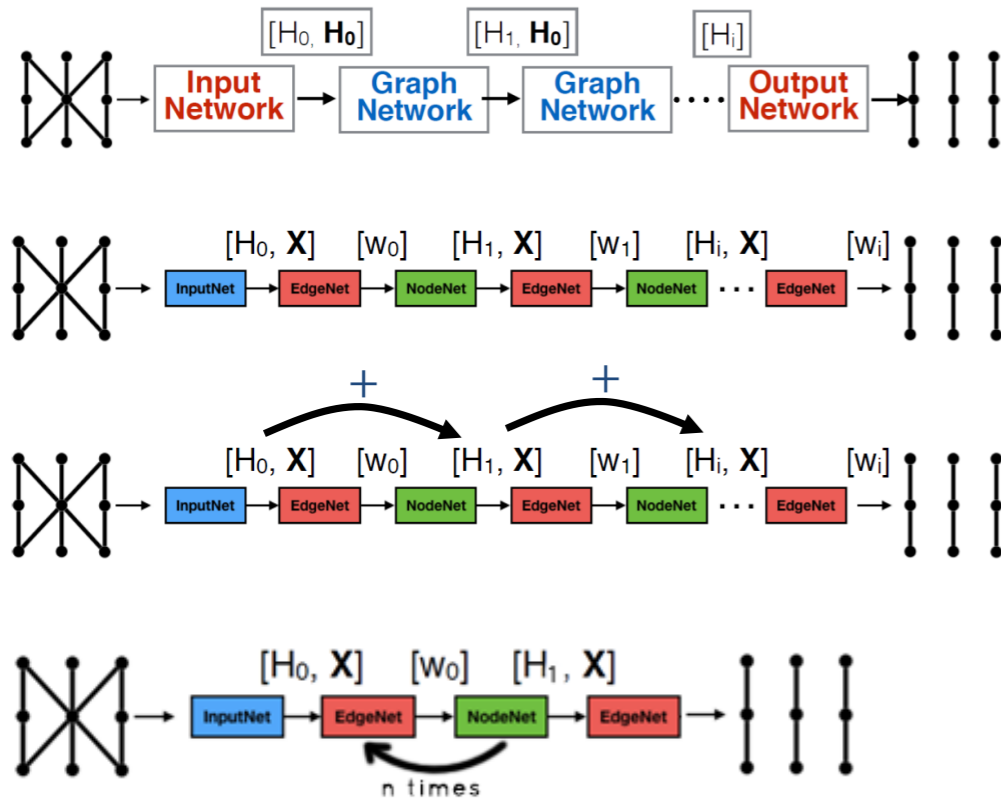 [H₀, **H₀**] [H₁, **H₀**] [Hᵢ]
Input Network Graph Network Graph Network Output Network
[H₀, **X**] [w₀] [H₁, **X**] [w₁] [Hᵢ, **X**] [wᵢ]
InputNet EdgeNet NodeNet EdgeNet NodeNet ... EdgeNet
+ +
[H₀, **X**] [w₀] [H₁, **X**] [w₁] [Hᵢ, **X**] [wᵢ]
InputNet EdgeNet NodeNet EdgeNet NodeNet ... EdgeNet
[H₀, **X**] [w₀] [H₁, **X**]
InputNet EdgeNet NodeNet EdgeNet
n times